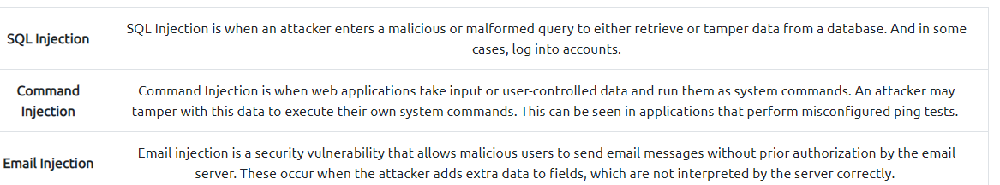 SQL Injection
SQL Injection is when an attacker enters a malicious or malformed query to either retrieve or tamper data from a database. And in some
cases, log into accounts.
Command
Injection
Command Injection is when web applications take input or user-controlled data and run them as system commands. An attacker may
tamper with this data to execute their own system commands. This can be seen in applications that perform misconfigured ping tests.
Email Injection
Email injection is a security vulnerability that allows malicious users to send email messages without prior authorization by the email
server. These occur when the attacker adds extra data to fields, which are not interpreted by the server correctly.